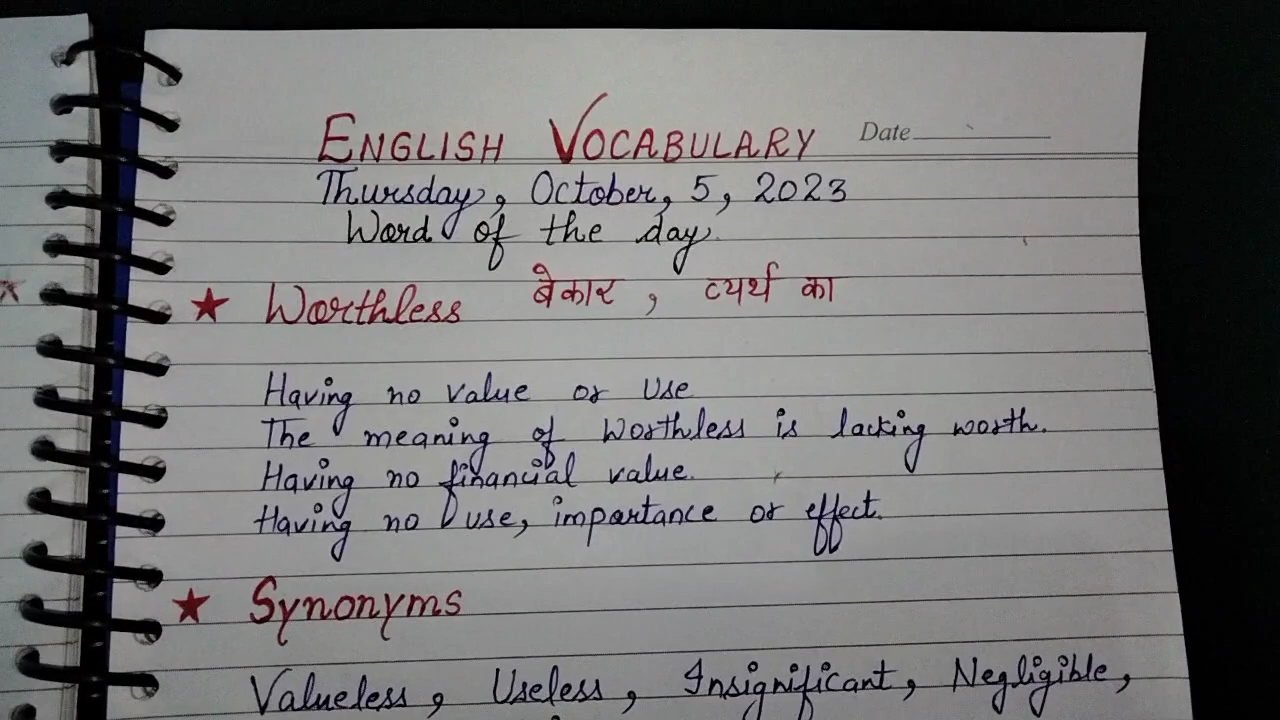 ENGLISH VOCABULARY Date
Thursday, October, 5, 2023
Word of the day.
★ Worthless बेकार, व्यर्थ का
Having no value or use
The meaning of worthless is lacking worth.
Having no financial value.
Having no use, importance or effect.
★ Synonyms
Valueless, Useless, Insignificant, Negligible,